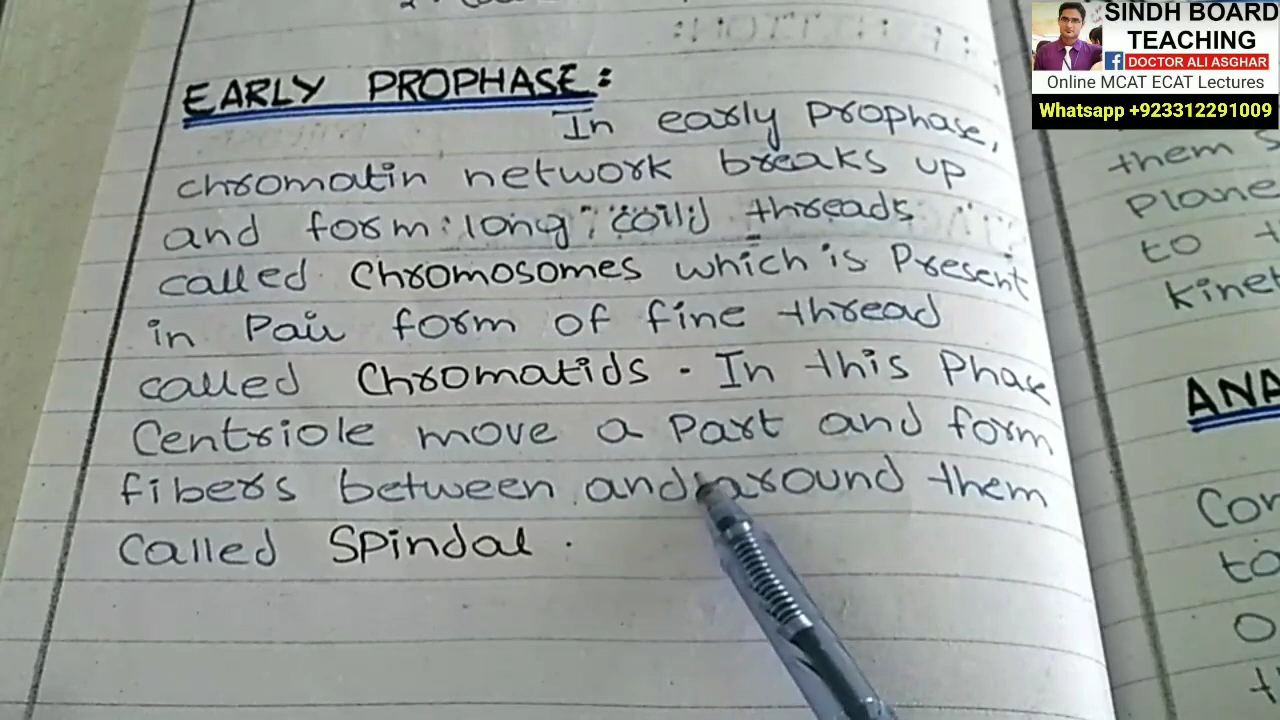 SINDH BOARD
TEACHING
f DOCTOR ALI ASGHAR
Online MCAT ECAT Lectures
Whatsapp +923312291009
EARLY PROPHASE:
In early Prophase,
chromatin network breaks up
and form long, coild threads
called Chromosomes which is Present
in Pair form of fine thread
called Chromatids. In this Phase
Centriole move a Part and form
fibers between and around them
called Spindal.
them
Plane
to
kinet
ANA
Con
to